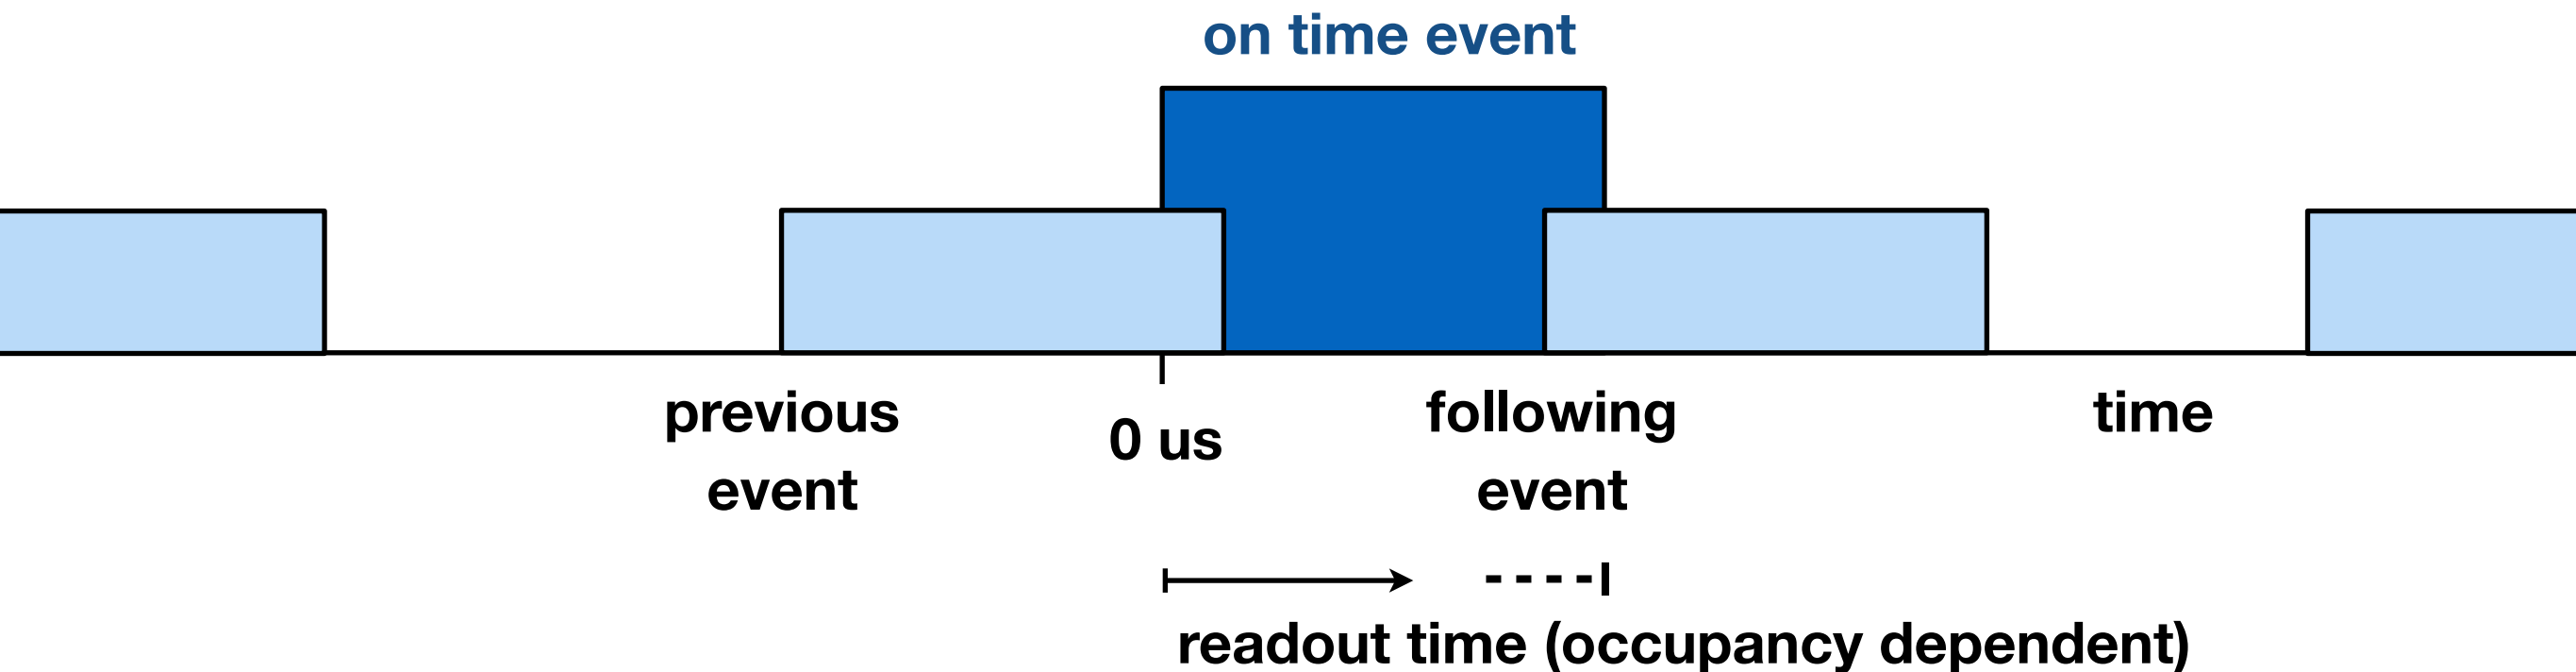 on time event
previous
event
0 us
following
event
time
readout time (occupancy dependent)